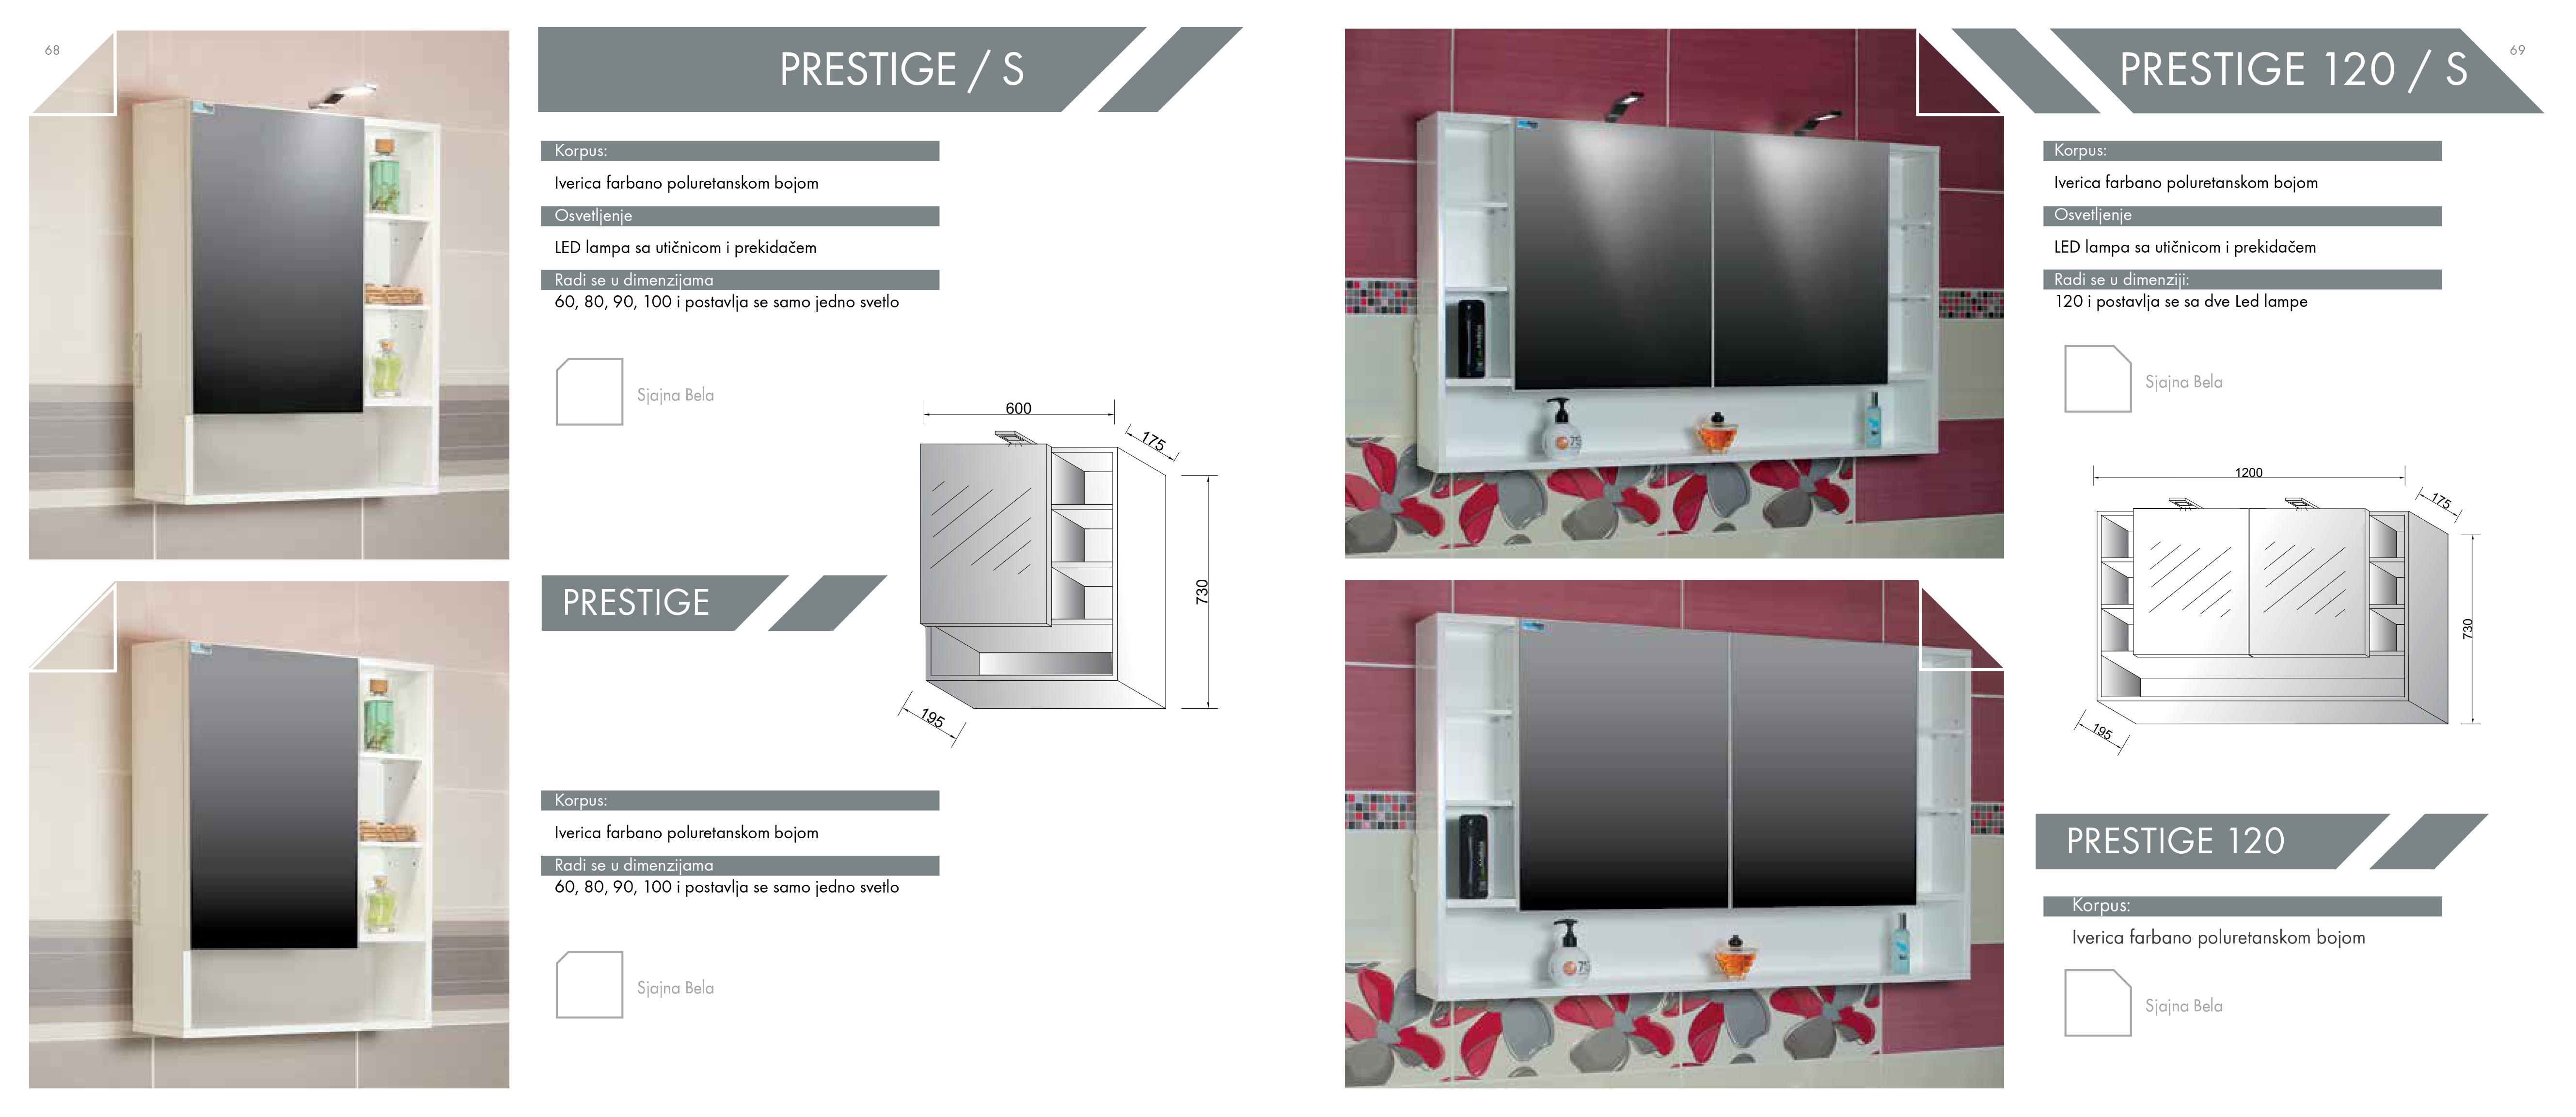 68
PRESTIGE / S
Korpus:
Iverica farbano poluretanskom bojom
Osvetljenje
LED lampa sa utičnicom i prekidačem
Radi se u dimenzijama
60, 80, 90, 100 i postavlja se samo jedno svetlo
Sjajna Bela
600
175
730
195
PRESTIGE
Korpus:
Iverica farbano poluretanskom bojom
Radi se u dimenzijama
60, 80, 90, 100 i postavlja se samo jedno svetlo
Sjajna Bela
PRESTIGE 120 / S
69
Korpus:
Iverica farbano poluretanskom bojom
Osvetljenje
LED lampa sa utičnicom i prekidačem
Radi se u dimenziji:
120 i postavlja se sa dve Led lampe
Sjajna Bela
1200
175
730
195
PRESTIGE 120
Korpus:
Iverica farbano poluretanskom bojom
Sjajna Bela